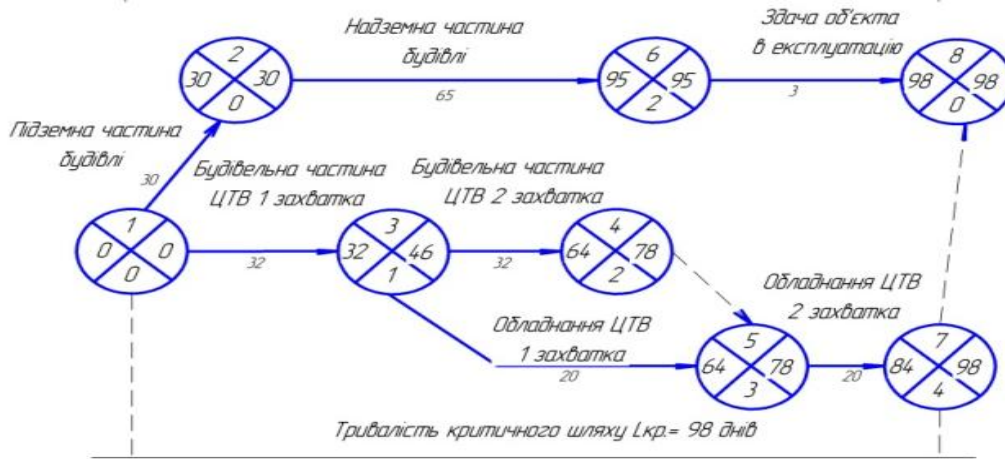 Надземна частина
будівлі
Здача об'єкта
в експлуатацію
2
30
30
0
65
6
95
95
2
3
8
98
98
0
Підземна частина
будівлі
30
Будівельна частина
ЦТВ 1 захватка
Будівельна частина
ЦТВ 2 захватка
1
0
0
0
32
3
32
46
1
32
4
64
78
2
Обладнання ЦТВ
1 захватка
20
Обладнання ЦТВ
2 захватка
5
64
78
3
20
7
84
98
4
Тривалість критичного шляху Lкр.= 98 днів